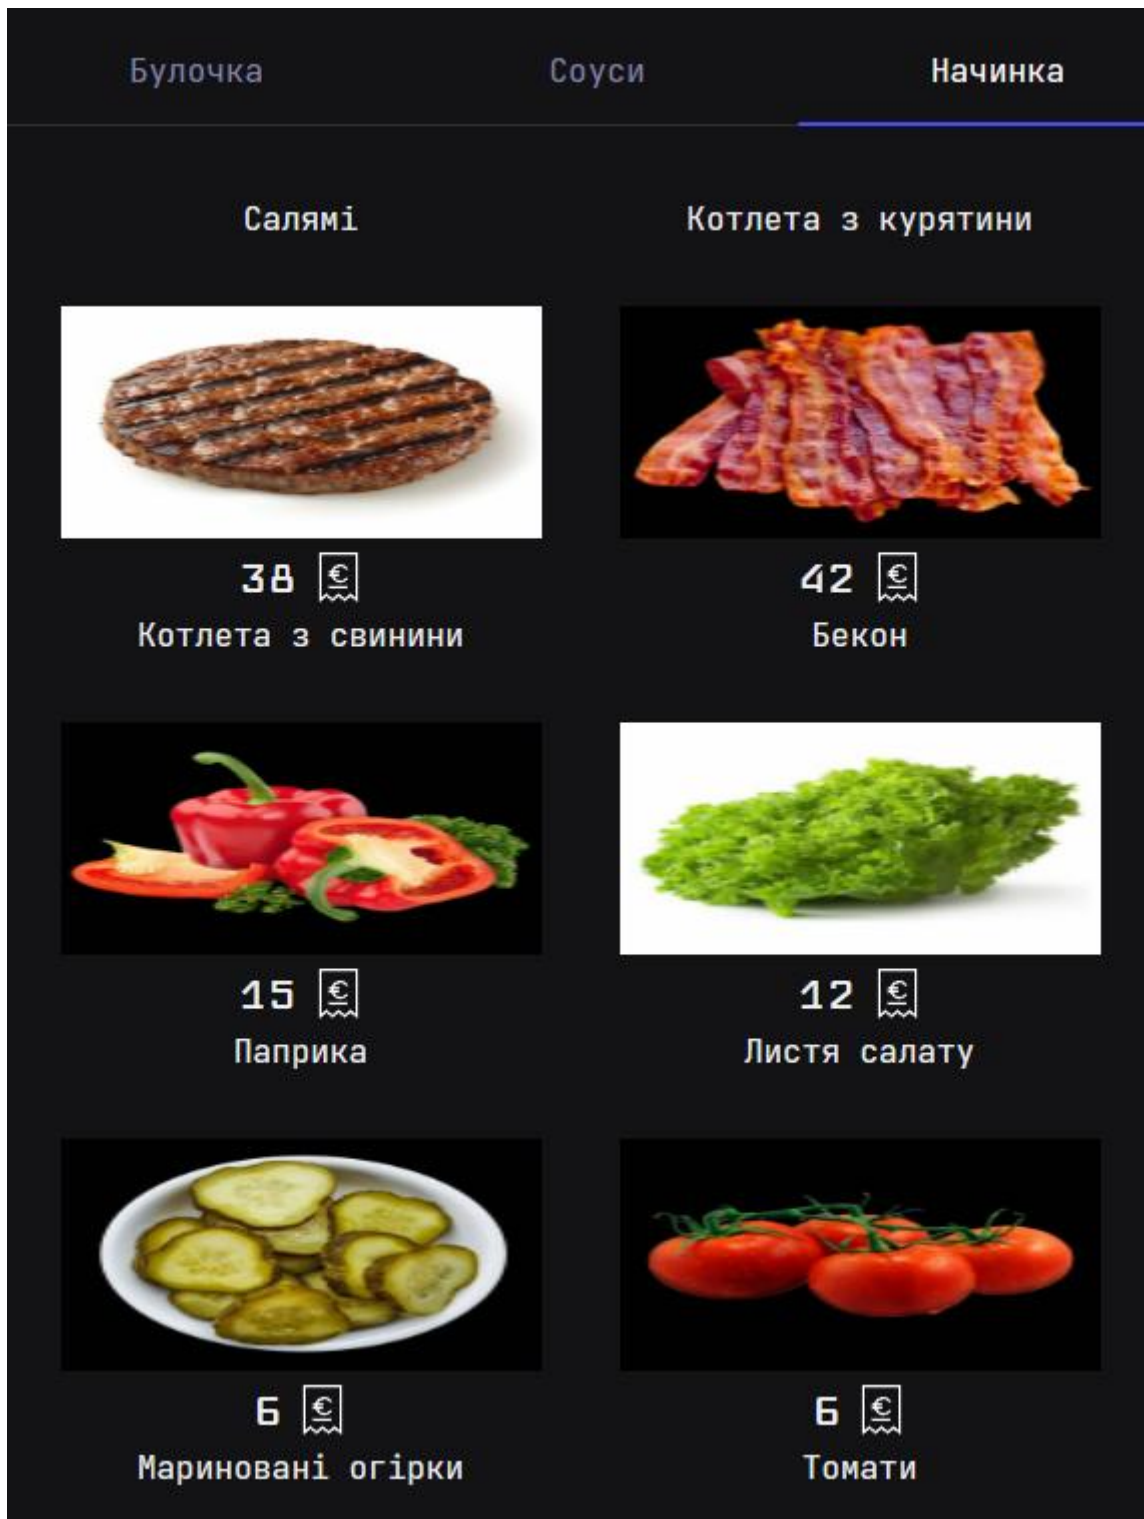 Булочка Соуси Начинка
Салямі Котлета з курятини
38 € 42 €
Котлета з свинини Бекон
15 € 12 €
Паприка Листя салату
6 € 6 €
Мариновані огірки Томати